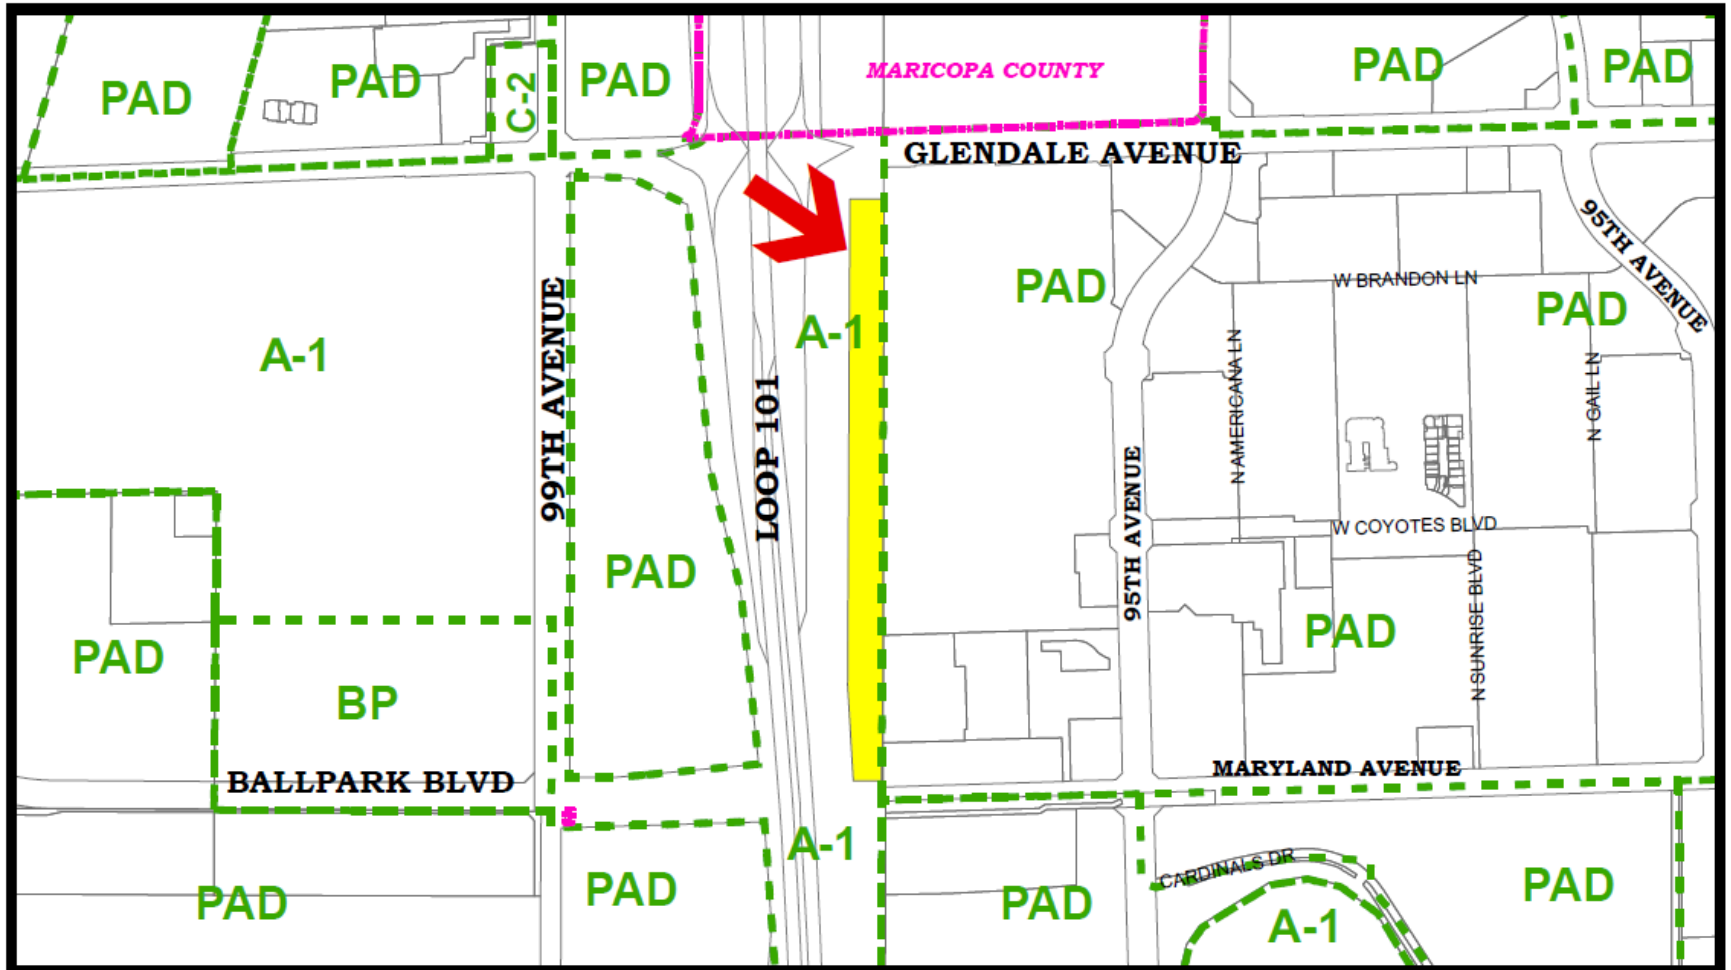 PAD
PAD
C-2
PAD
MARICOPA COUNTY
PAD
PAD
GLENDALE AVENUE
95TH AVENUE
PAD
W BRANDON LN
PAD
A-1
A-1
99TH AVENUE
LOOP 101
N AMERICANA LN
N GAIL LN
W COYOTES BLVD
95TH AVENUE
PAD
N SUNRISE BLVD
PAD
PAD
BP
BALLPARK BLVD
MARYLAND AVENUE
A-1
CARDINALS DR
PAD
PAD
PAD
PAD
A-1